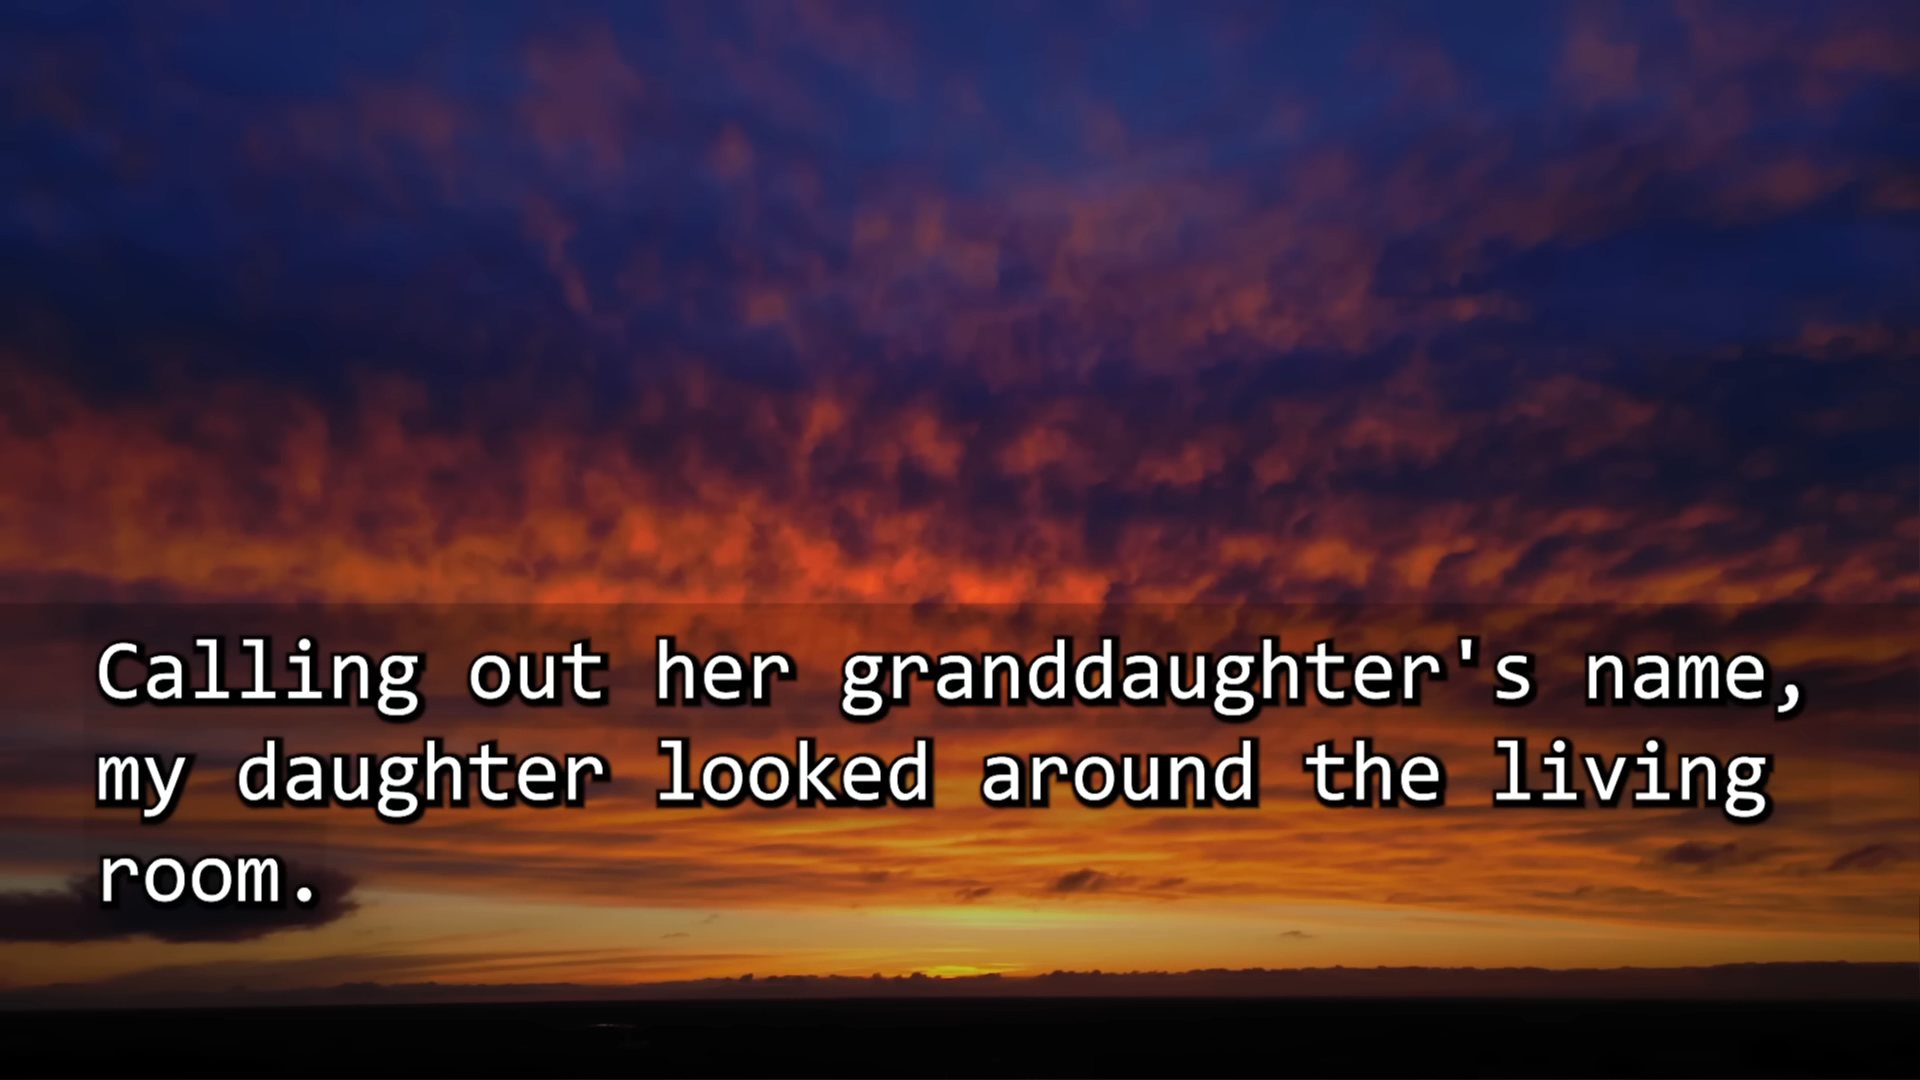 Calling out her granddaughter's name,
my daughter looked around the living
room.